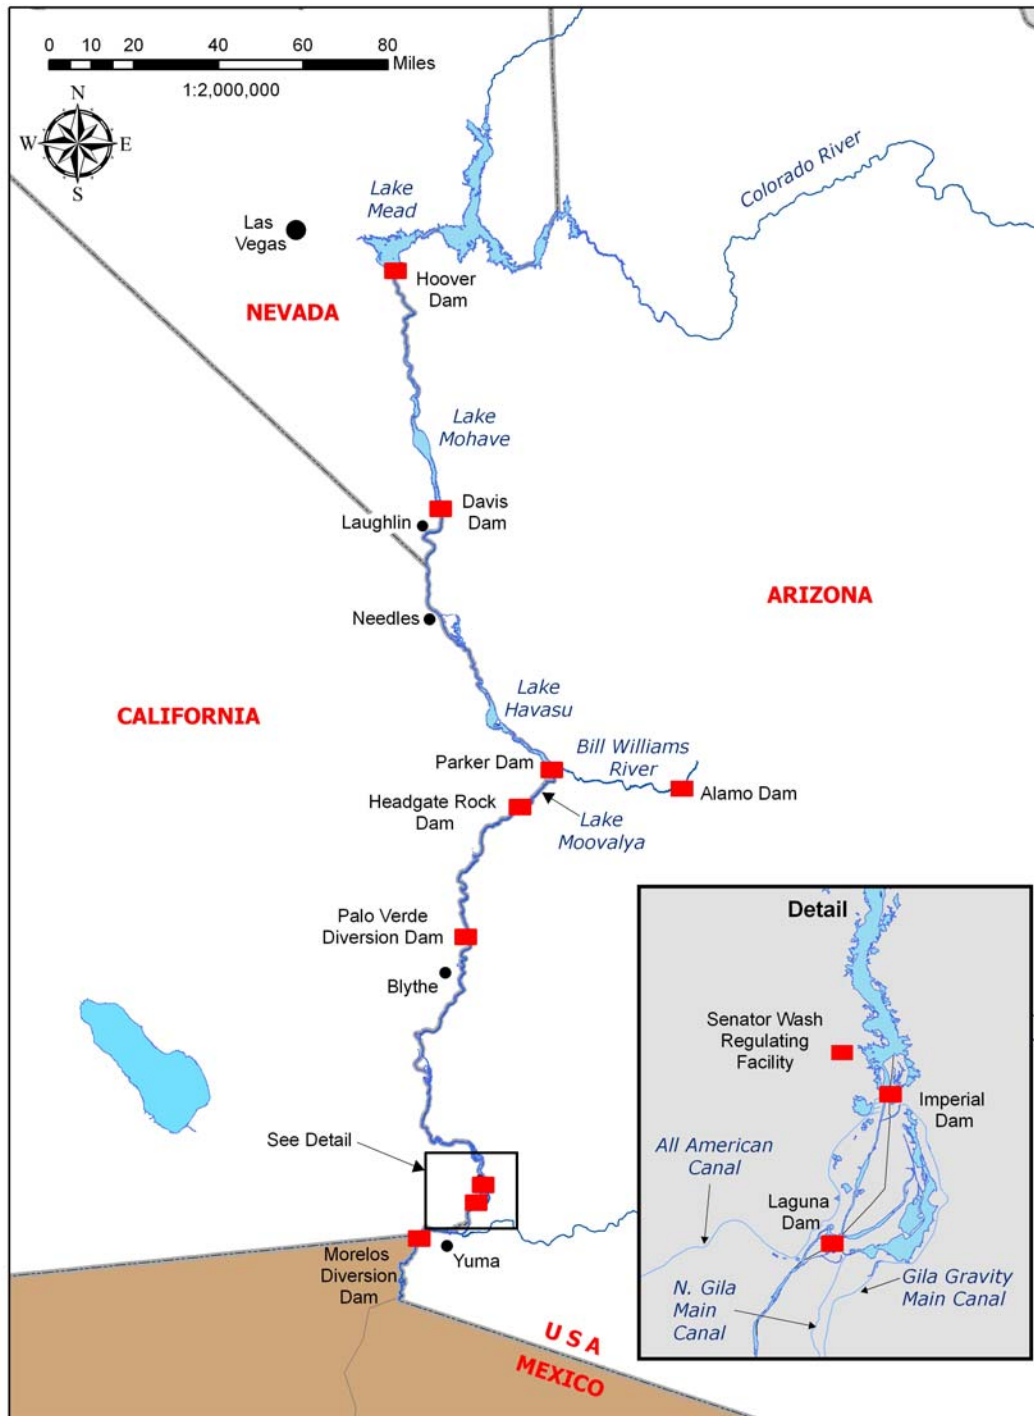 0 10 20 40 60 80
Miles
1:2,000,000
N
W E
S
Colorado River
Lake
Mead
Las
Vegas
Hoover
Dam
NEVADA
Lake
Mohave
Davis
Dam
Laughlin
ARIZONA
Needles
Lake
Havasu
CALIFORNIA
Bill Williams
River
Parker Dam
Alamo Dam
Headgate Rock
Dam
Lake
Moovalya
Palo Verde
Diversion Dam
Blythe
See Detail
Morelos
Diversion
Dam
Yuma
U S A
MEXICO
Detail
Senator Wash
Regulating
Facility
Imperial
Dam
All American
Canal
Laguna
Dam
N. Gila
Main
Canal
Gila Gravity
Main Canal